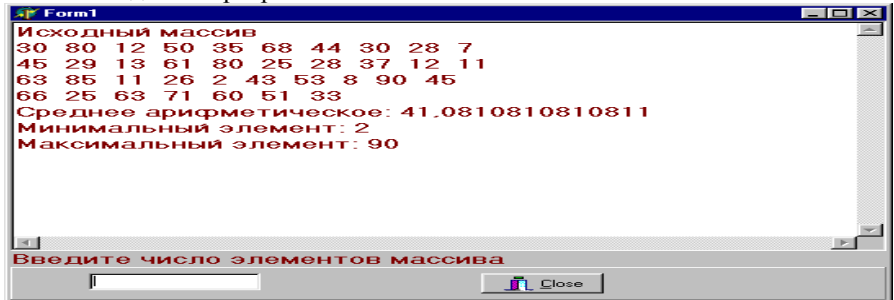 Form1
Исходный массив
30 80 12 50 35 68 44 30 28 7
45 29 13 61 80 25 28 37 12 11
63 85 11 26 2 43 53 8 90 45
66 25 63 71 60 51 33
Среднее арифметическое: 41,0810810810811
Минимальный элемент: 2
Максимальный элемент: 90
Введите число элементов массива
Close